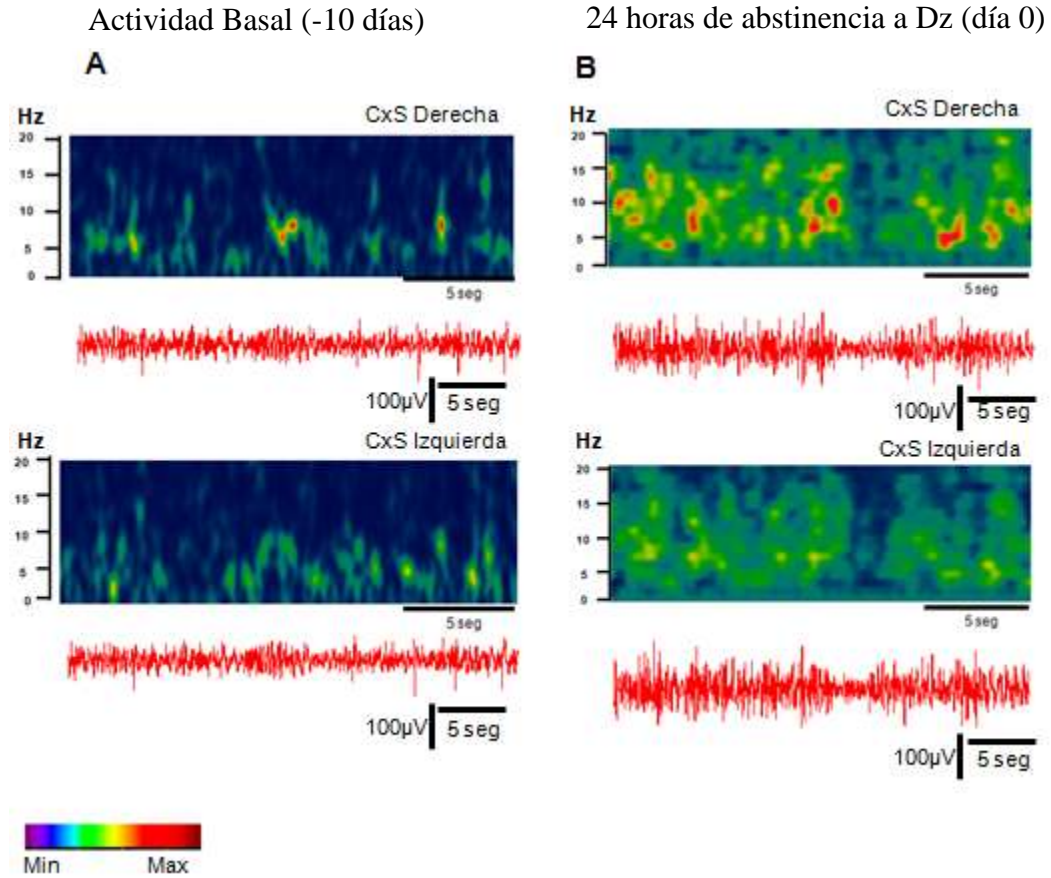 Actividad Basal (-10 días)
24 horas de abstinencia a Dz (día 0)
A
B
Hz
CxS Derecha
20
15
10
5
0
5 seg
100µV
5 seg
Hz
CxS Izquierda
20
15
10
5
0
5 seg
100µV
5 seg
Hz
CxS Derecha
20
15
10
5
0
5 seg
100µV
5 seg
Hz
CxS Izquierda
20
15
10
5
0
5 seg
100µV
5 seg
Min
Max